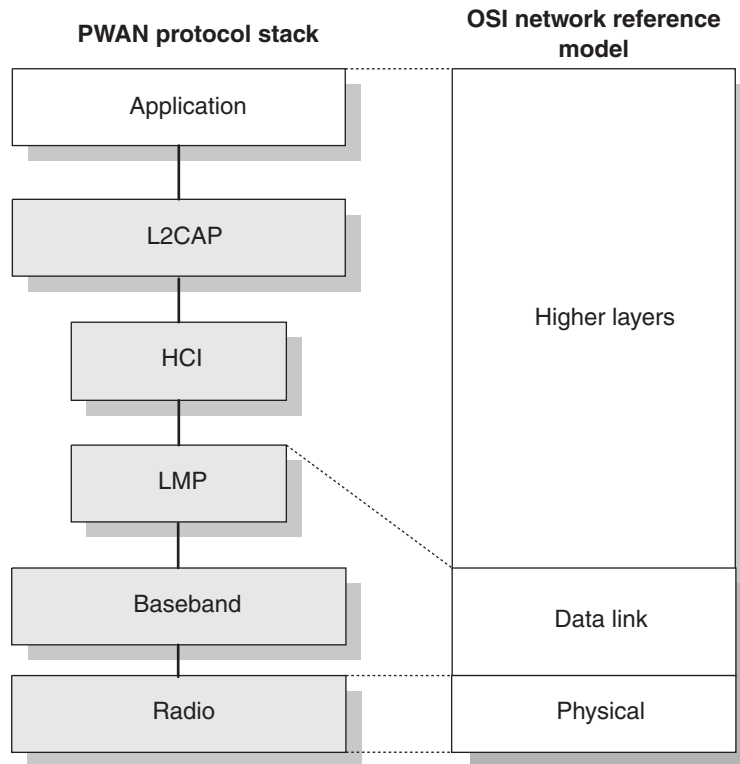 PWAN protocol stack
OSI network reference
model
Application
L2CAP
HCI
LMP
Baseband
Radio
Higher layers
Data link
Physical